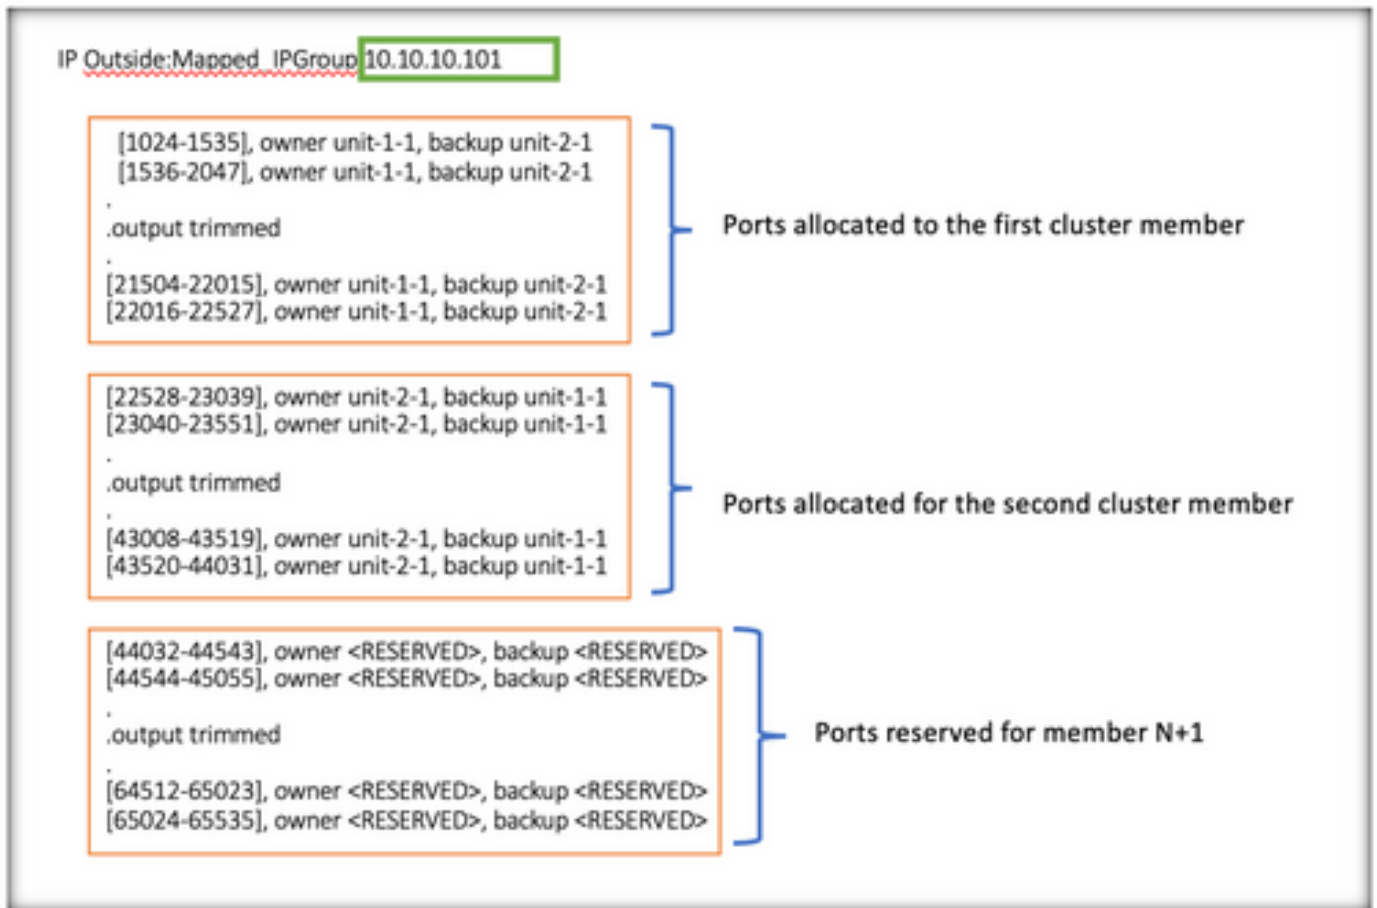 IP Outside:Mapped_IPGroup 10.10.10.101
[1024-1535], owner unit-1-1, backup unit-2-1
[1536-2047], owner unit-1-1, backup unit-2-1
.
.output trimmed
.
[21504-22015], owner unit-1-1, backup unit-2-1
[22016-22527], owner unit-1-1, backup unit-2-1
Ports allocated to the first cluster member
[22528-23039], owner unit-2-1, backup unit-1-1
[23040-23551], owner unit-2-1, backup unit-1-1
.
.output trimmed
.
[43008-43519], owner unit-2-1, backup unit-1-1
[43520-44031], owner unit-2-1, backup unit-1-1
Ports allocated for the second cluster member
[44032-44543], owner <RESERVED>, backup <RESERVED>
[44544-45055], owner <RESERVED>, backup <RESERVED>
.
.output trimmed
.
[64512-65023], owner <RESERVED>, backup <RESERVED>
[65024-65535], owner <RESERVED>, backup <RESERVED>
Ports reserved for member N+1